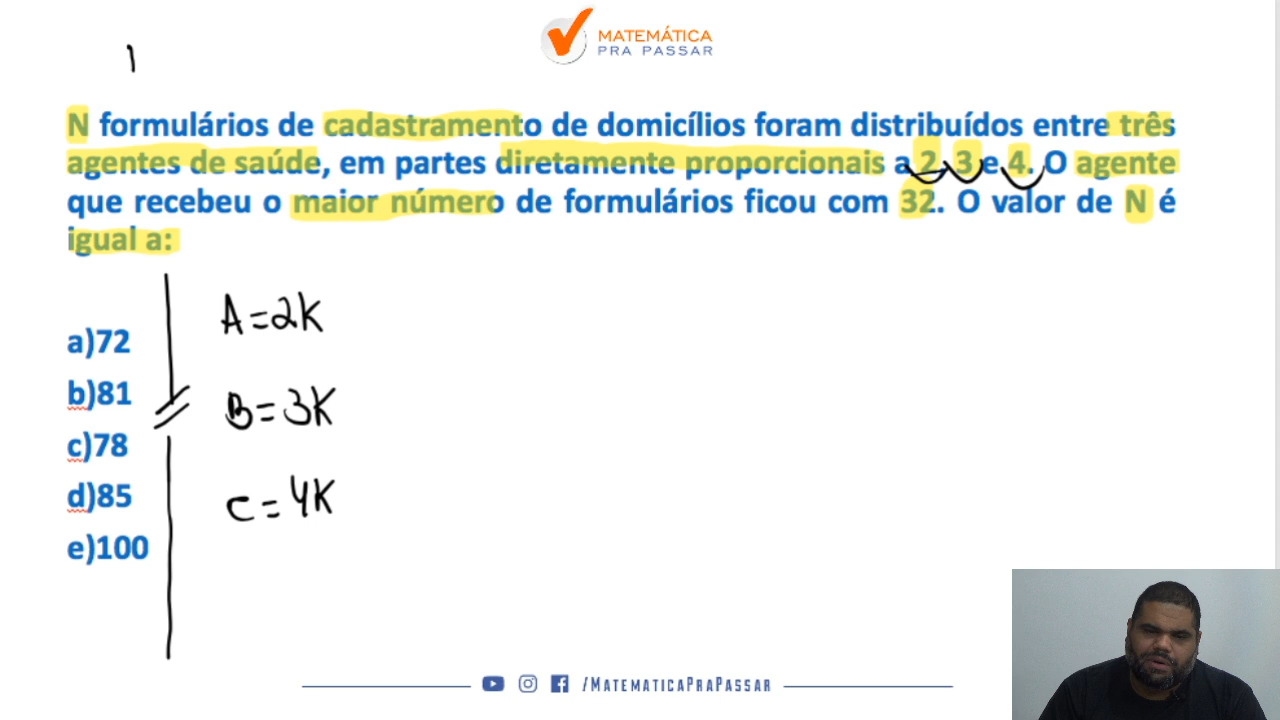 MATEMÁTICA
PRA PASSAR
1
N formulários de cadastramento de domicílios foram distribuídos entre três
agentes de saúde, em partes diretamente proporcionais a 2, 3 e 4. O agente
que recebeu o maior número de formulários ficou com 32. O valor de N é
igual a:
a)72
b)81
c)78
d)85
e)100
A=2K
B=3K
C=4K
/MATEMATICAPRAPASSAR